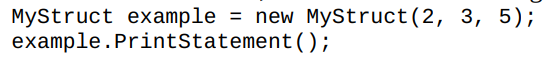 MyStruct example = new MyStruct(2, 3, 5);
example.PrintStatement();